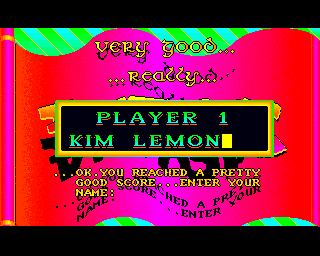 VERY GOOD...
...REALLY...
PLAYER 1
KIM LEMON
...OK.YOU REACHED A PRETTY
GOOD SCORE...ENTER YOUR
NAME: